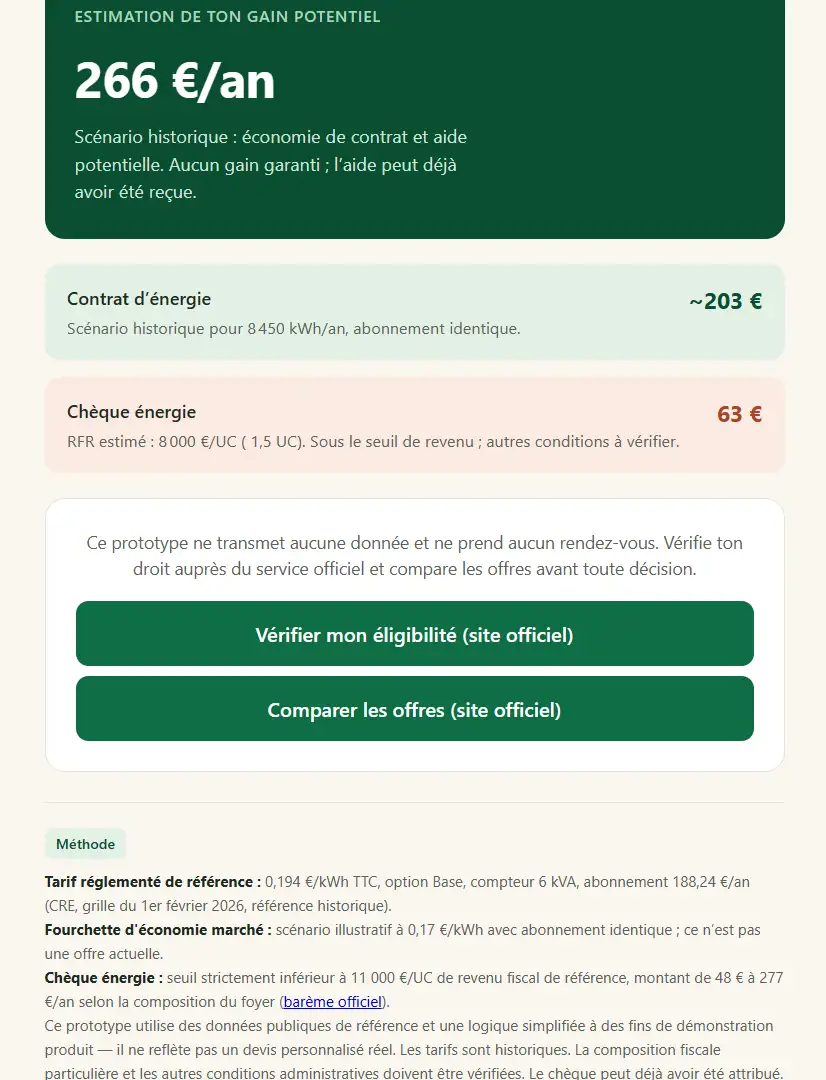 ESTIMATION DE TON GAIN POTENTIEL
266 €/an
Scénario historique : économie de contrat et aide
potentielle. Aucun gain garanti ; l’aide peut déjà
avoir été reçue.
Contrat d’énergie
~203 €
Scénario historique pour 8 450 kWh/an, abonnement identique.
Chèque énergie
63 €
RFR estimé : 8 000 €/UC ( 1,5 UC). Sous le seuil de revenu ; autres conditions à vérifier.
Ce prototype ne transmet aucune donnée et ne prend aucun rendez-vous. Vérifie ton
droit auprès du service officiel et compare les offres avant toute décision.
Vérifier mon éligibilité (site officiel)
Comparer les offres (site officiel)
Méthode
Tarif réglementé de référence : 0,194 €/kWh TTC, option Base, compteur 6 kVA, abonnement 188,24 €/an
(CRE, grille du 1er février 2026, référence historique).
Fourchette d'économie marché : scénario illustratif à 0,17 €/kWh avec abonnement identique ; ce n’est pas
une offre actuelle.
Chèque énergie : seuil strictement inférieur à 11 000 €/UC de revenu fiscal de référence, montant de 48 € à 277
€/an selon la composition du foyer (barème officiel).
Ce prototype utilise des données publiques de référence et une logique simplifiée à des fins de démonstration
produit — il ne reflète pas un devis personnalisé réel. Les tarifs sont historiques. La composition fiscale
particulière et les autres conditions administratives doivent être vérifiées. Le chèque peut déjà avoir été attribué.